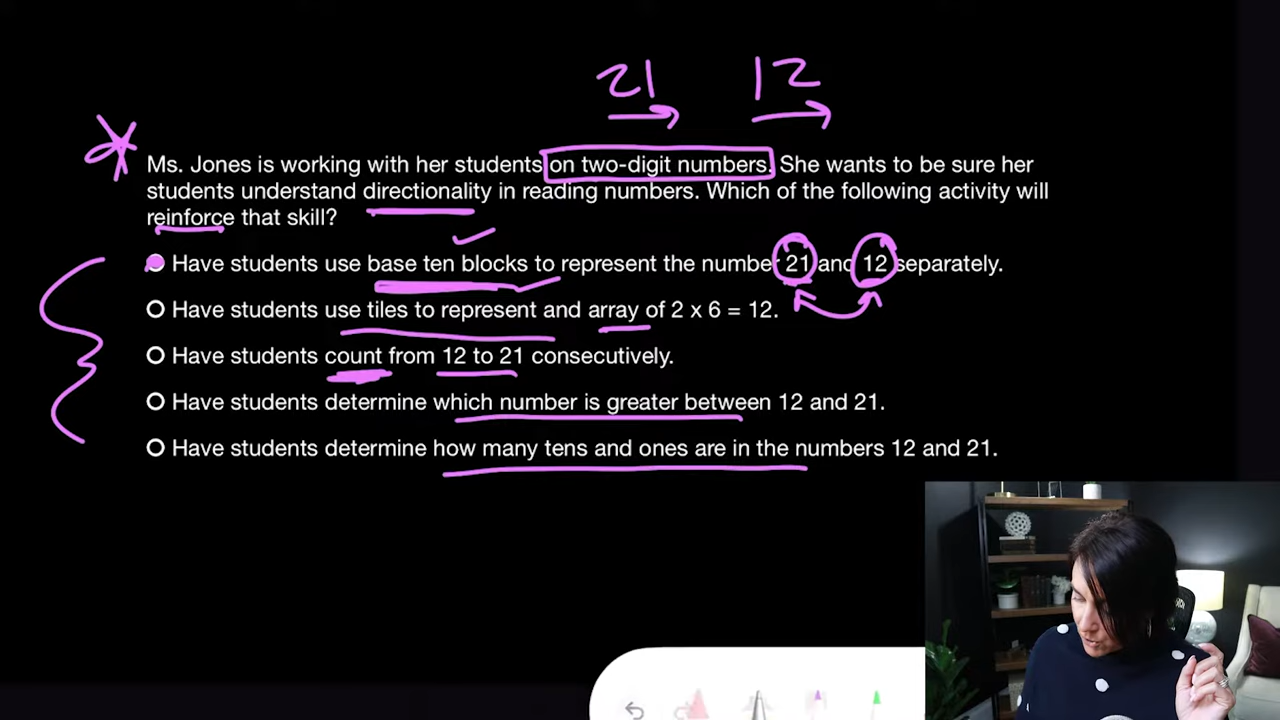 21 12
Ms. Jones is working with her students on two-digit numbers. She wants to be sure her
students understand directionality in reading numbers. Which of the following activity will
reinforce that skill?
Have students use base ten blocks to represent the number 21 and 12 separately.
Have students use tiles to represent and array of 2 x 6 = 12.
Have students count from 12 to 21 consecutively.
Have students determine which number is greater between 12 and 21.
Have students determine how many tens and ones are in the numbers 12 and 21.